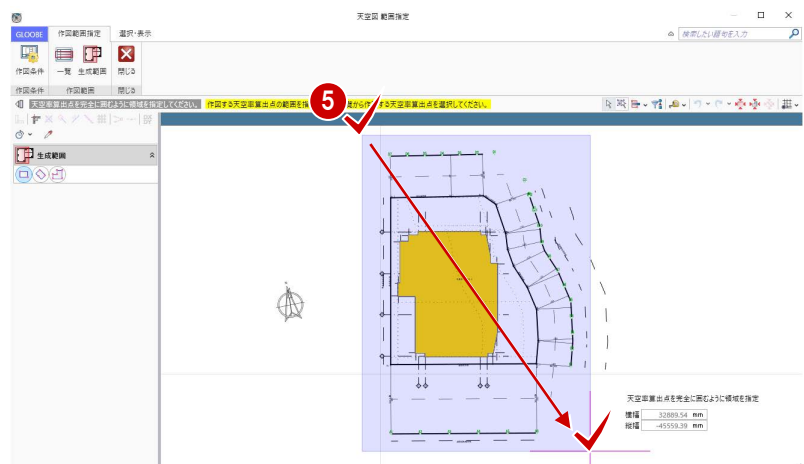 天空図 範囲指定
GLOOBE 作図範囲指定 選択・表示
検索したい語句を入力
作図条件 一覧 生成範囲 閉じる
作図条件 作図範囲 閉じる
天空率算出点を完全に囲むように領域を指定してください。 作図する天空率算出点の範囲を指
から作
する天空率算出点を選択してください。
5
生成範囲
天空率算出点を完全に囲むように領域を指定
横幅 32889.54 mm
縦幅 -45559.39 mm